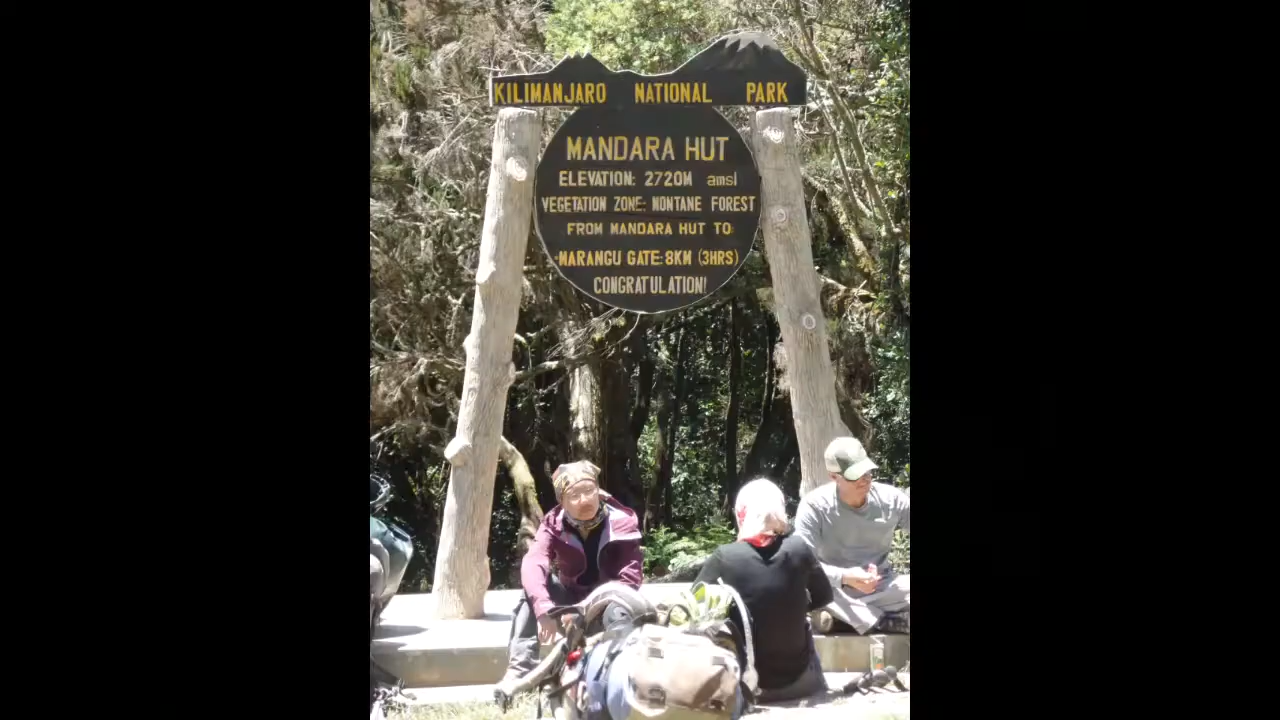 KILIMANJARO NATIONAL PARK
MANDARA HUT
ELEVATION: 2720M amsl
VEGETATION ZONE: MONTANE FOREST
FROM MANDARA HUT TO:
MARANGU GATE: 8KM (3HRS)
CONGRATULATION!